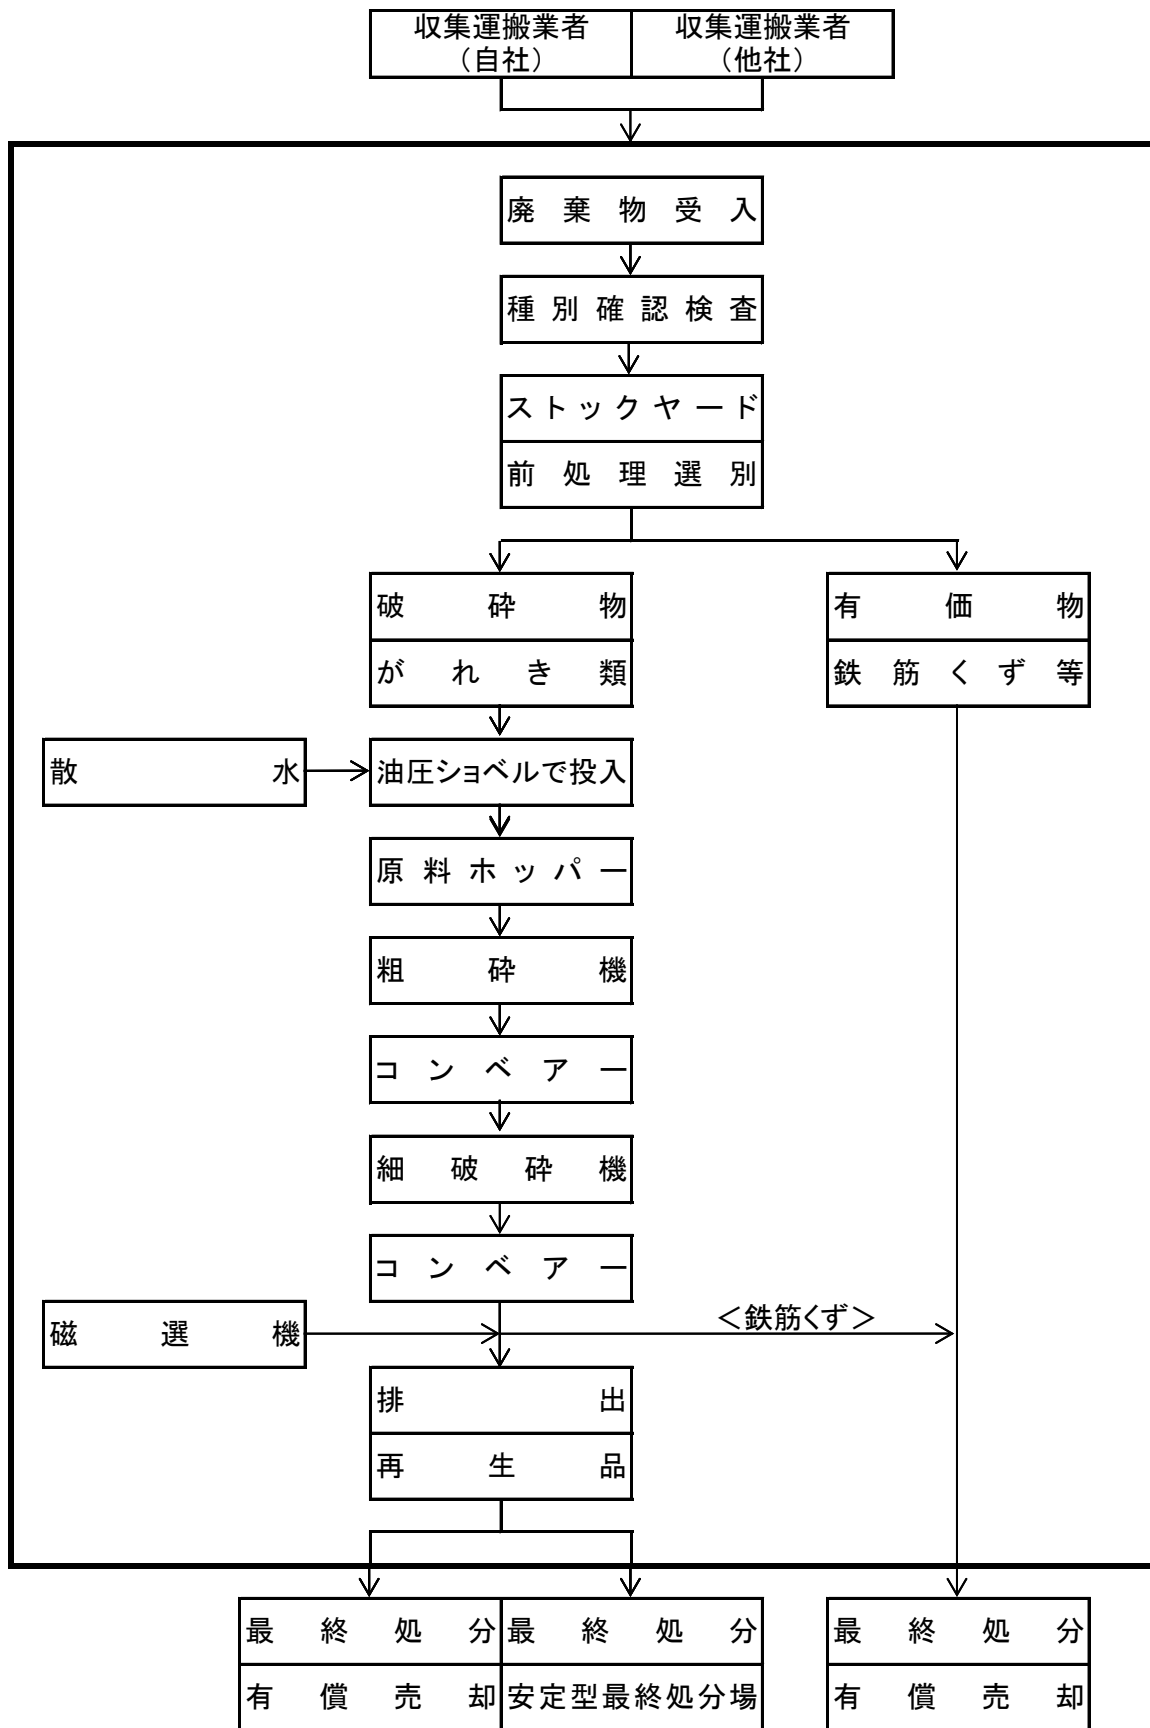 収集運搬業者
（自社）
収集運搬業者
（他社）
廃棄物受入
種別確認検査
ストックヤード
前処理選別
破砕物
がれき類
有価物
鉄筋くず等
散水
油圧ショベルで投入
原料ホッパー
粗砕機
コンベアー
細破砕機
コンベアー
磁選機
＜鉄筋くず＞
排出
再生品
最終処分
有償売却
最終処分
安定型最終処分場
最終処分
有償売却